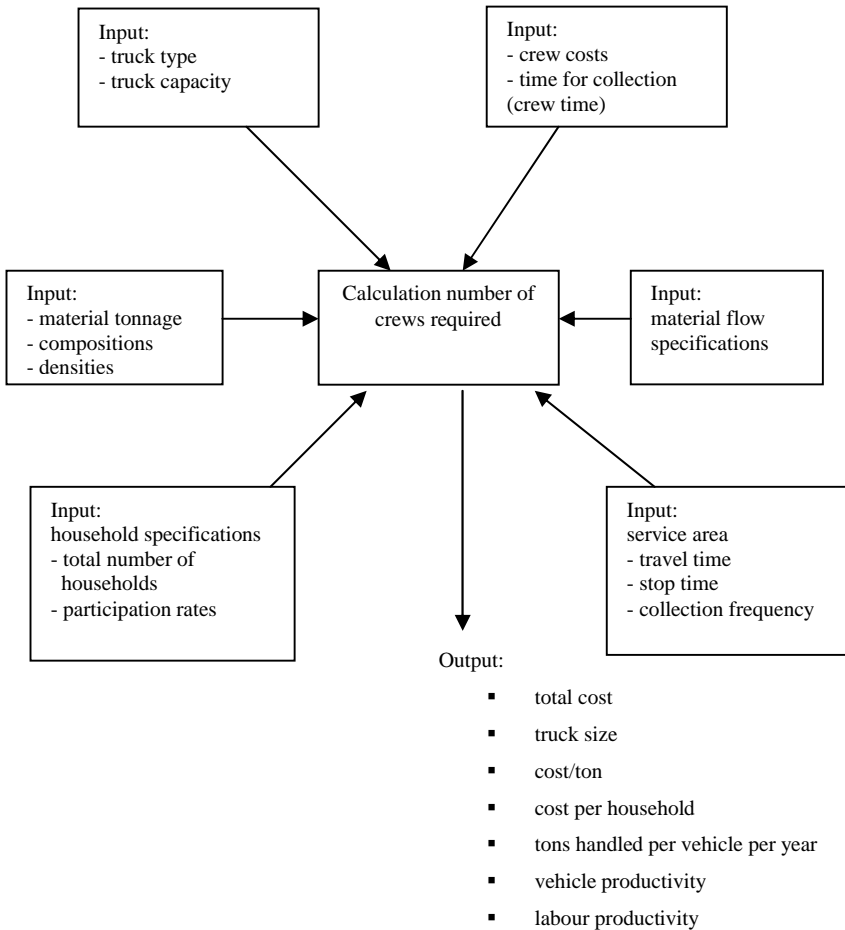 Input:
- truck type
- truck capacity
Input:
- crew costs
- time for collection
(crew time)
Input:
- material tonnage
- compositions
- densities
Calculation number of
crews required
Input:
material flow
specifications
Input:
household specifications
- total number of
households
- participation rates
Input:
service area
- travel time
- stop time
- collection frequency
Output:
▪ total cost
▪ truck size
▪ cost/ton
▪ cost per household
▪ tons handled per vehicle per year
▪ vehicle productivity
▪ labour productivity